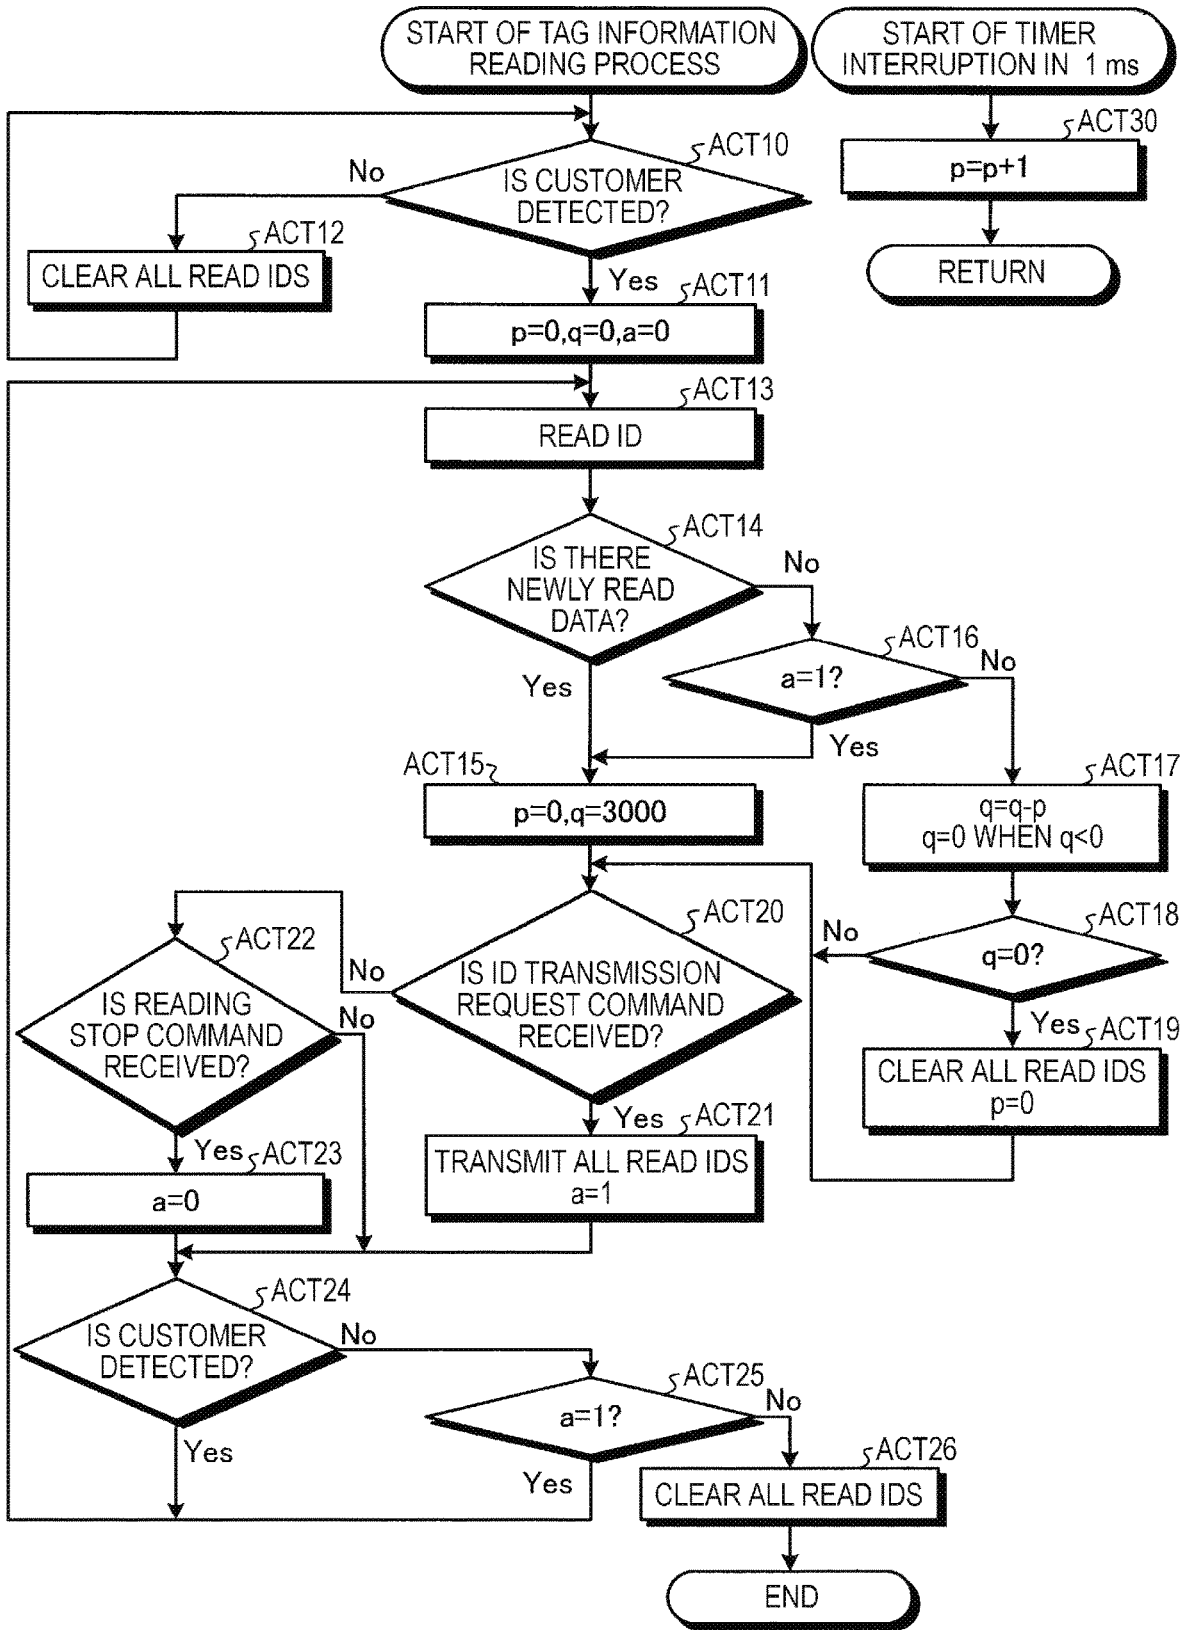 START OF TAG INFORMATION
READING PROCESS
START OF TIMER
INTERRUPTION IN 1 ms
ACT30
p=p+1
RETURN
ACT10
IS CUSTOMER
DETECTED?
No
Yes
ACT12
CLEAR ALL READ IDS
ACT11
p=0,q=0,a=0
ACT13
READ ID
ACT14
IS THERE
NEWLY READ
DATA?
No
Yes
ACT16
a=1?
No
Yes
ACT15
p=0,q=3000
ACT17
q=q-p
q=0 WHEN q<0
ACT18
q=0?
No
Yes
ACT19
CLEAR ALL READ IDS
p=0
ACT20
IS ID TRANSMISSION
REQUEST COMMAND
RECEIVED?
No
Yes
ACT22
IS READING
STOP COMMAND
RECEIVED?
No
Yes
ACT21
TRANSMIT ALL READ IDS
a=1
ACT23
a=0
ACT24
IS CUSTOMER
DETECTED?
No
Yes
ACT25
a=1?
No
Yes
ACT26
CLEAR ALL READ IDS
END